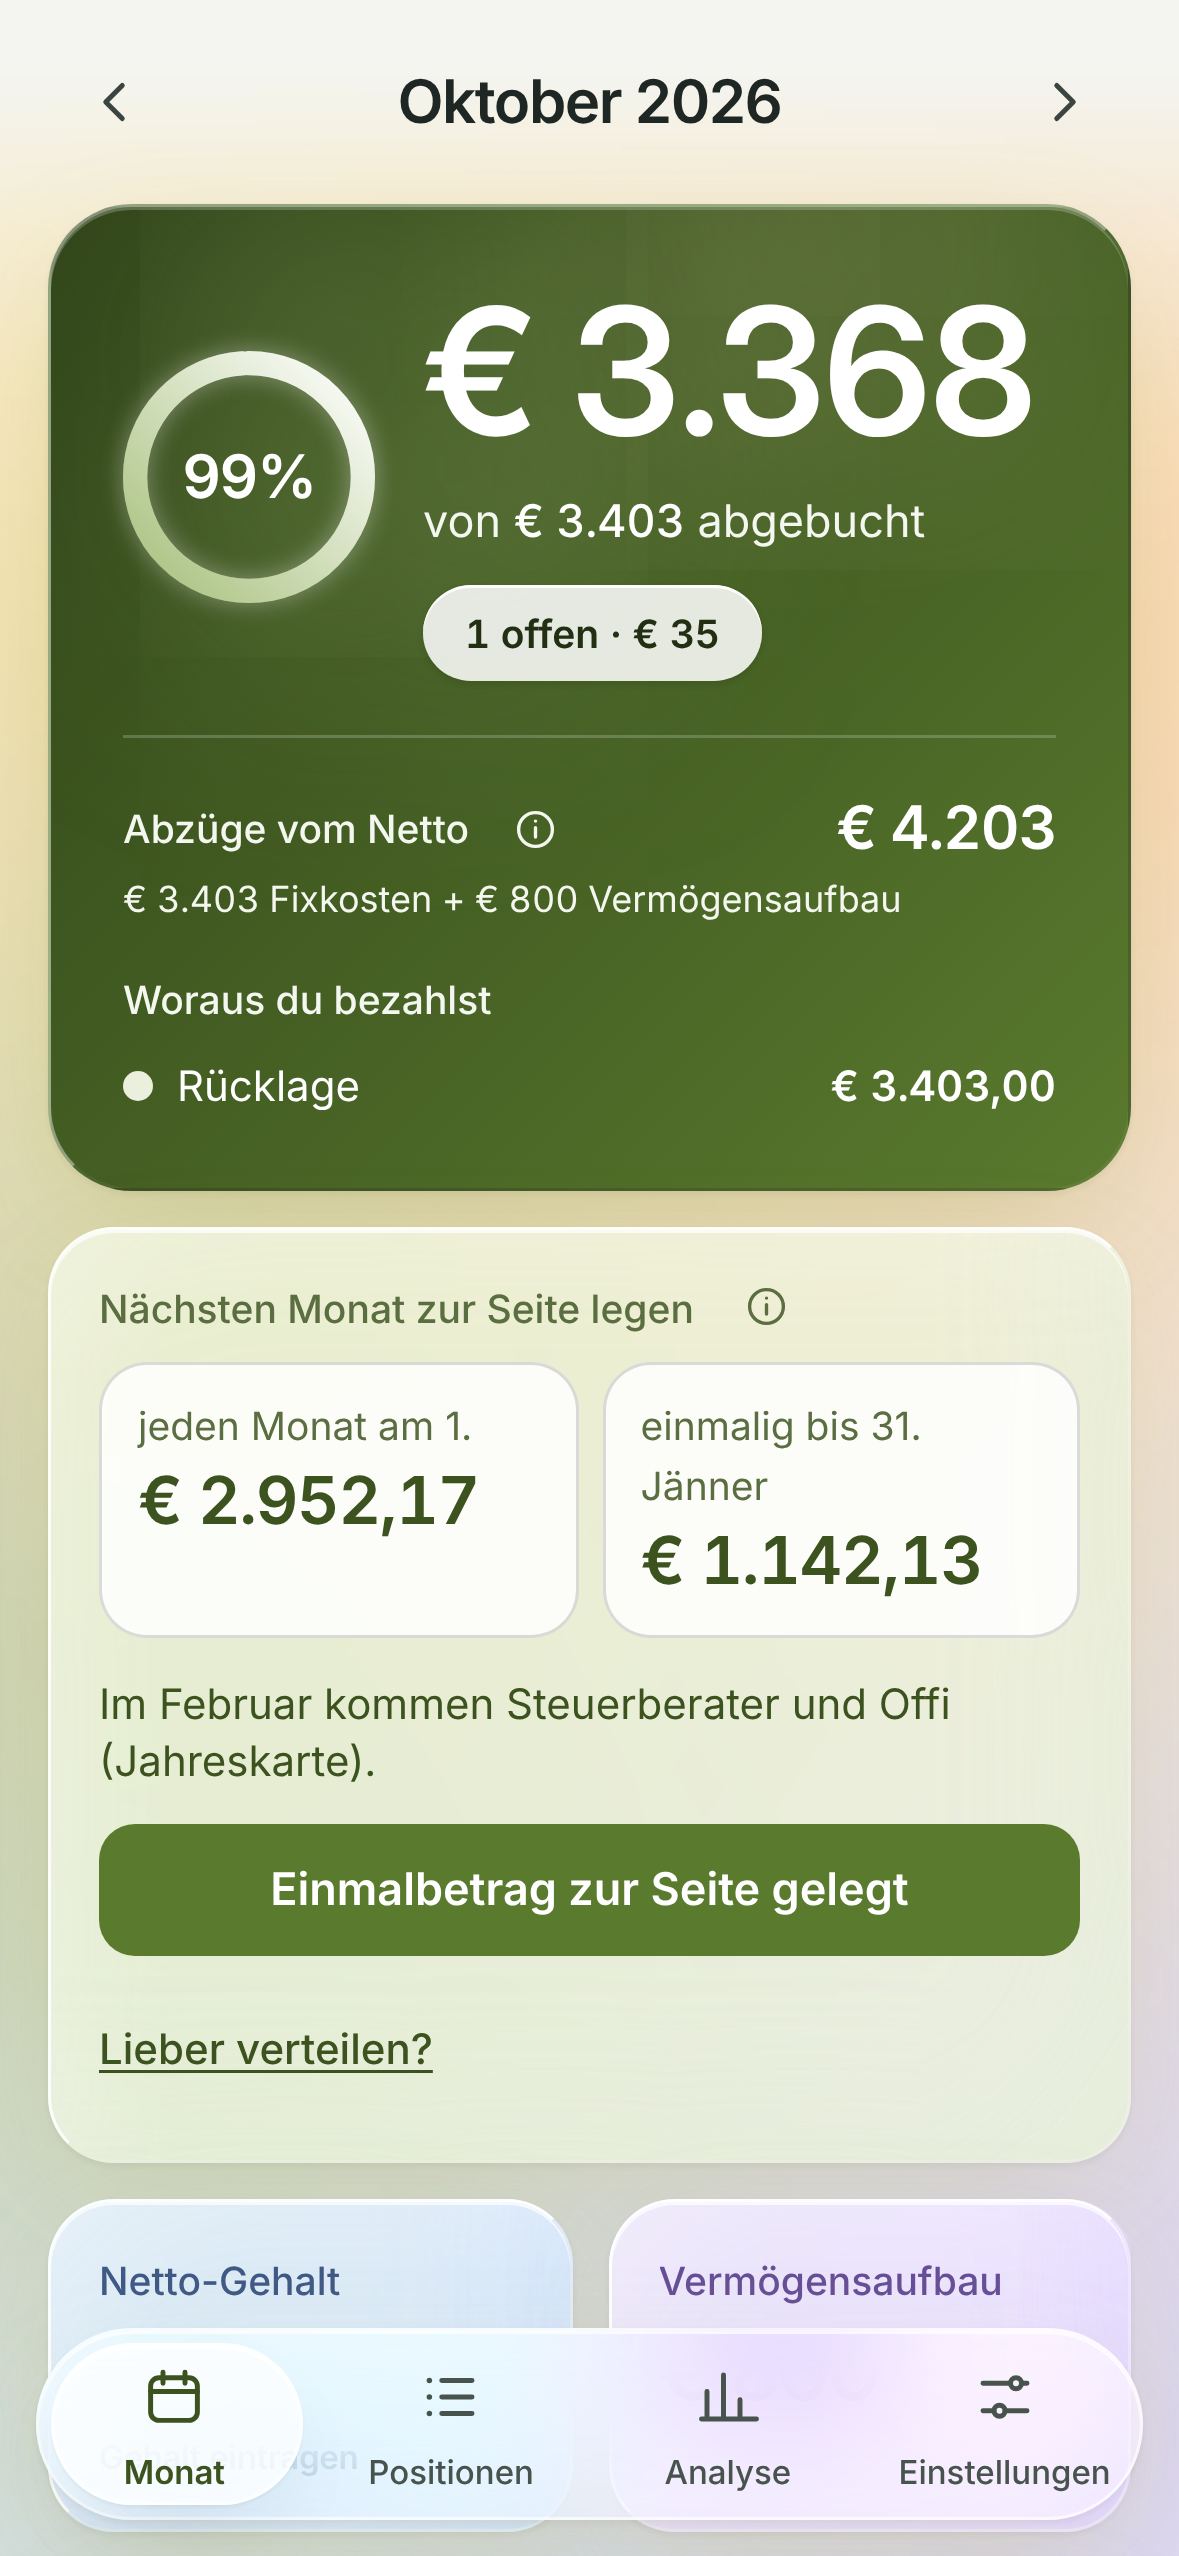 Oktober 2026
€ 3.368
99%
von € 3.403 abgebucht
1 offen · € 35
Abzüge vom Netto
€ 4.203
€ 3.403 Fixkosten + € 800 Vermögensaufbau
Woraus du bezahlst
Rücklage
€ 3.403,00
Nächsten Monat zur Seite legen
jeden Monat am 1.
€ 2.952,17
einmalig bis 31.
Jänner
€ 1.142,13
Im Februar kommen Steuerberater und Offi
(Jahreskarte).
Einmalbetrag zur Seite gelegt
Lieber verteilen?
Netto-Gehalt
Vermögensaufbau
Gehalt eintragen
Monat
Positionen
Analyse
Einstellungen